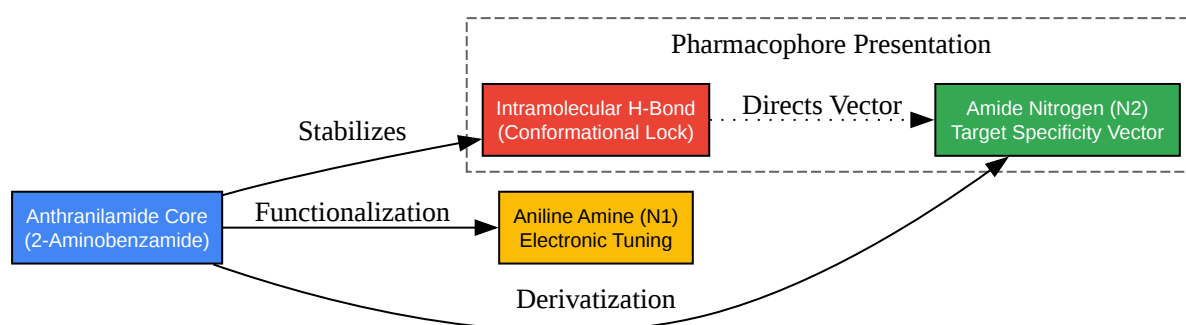 Pharmacophore Presentation
Intramolecular H-Bond
(Conformational Lock)
Directs Vector
Amide Nitrogen (N2)
Target Specificity Vector
Stabilizes
Anthranilamide Core
(2-Aminobenzamide)
Functionalization
Aniline Amine (N1)
Electronic Tuning
Derivatization